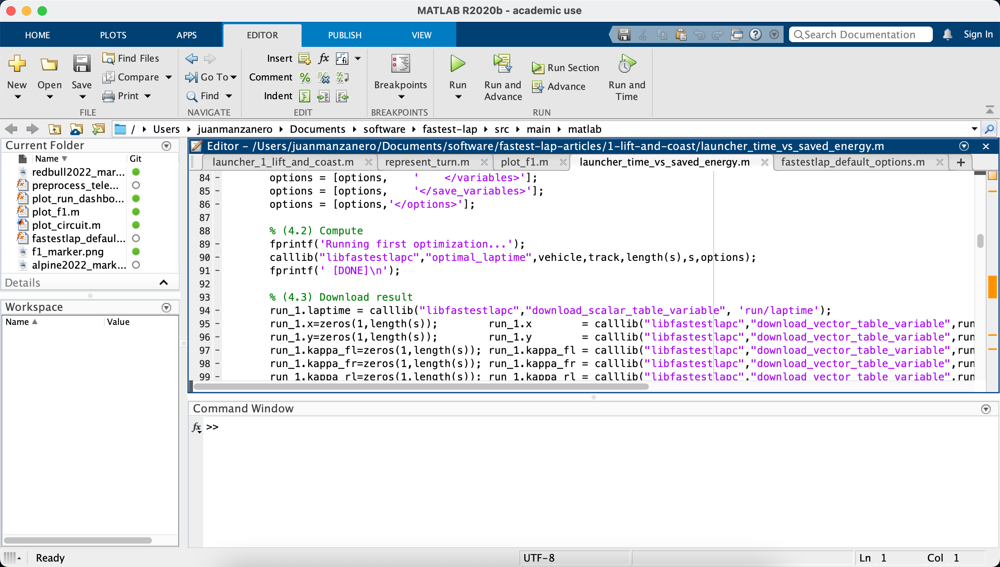 MATLAB R2020b - academic use
HOME PLOTS APPS EDITOR PUBLISH VIEW Search Documentation Sign In
New Open Save Find Files Compare Print
FILE
Go To Find
NAVIGATE
Insert fx fi
Comment % % %
Indent
EDIT
Breakpoints
BREAKPOINTS
Run Run and Advance Run Section Advance Run and Time
RUN
/ Users juanmanzanero Documents software fastest-lap src main matlab
Current Folder
Name Git
redbull2022_mar...
preprocess_tele...
plot_run_dashbo...
plot_f1.m
plot_circuit.m
fastestlap_defaul...
f1_marker.png
alpine2022_mark...
Details
Workspace
Name Value
Editor - /Users/juanmanzanero/Documents/software/fastest-lap-articles/1-lift-and-coast/launcher_time_vs_saved_energy.m
launcher_1_lift_and_coast.m represent_turn.m plot_f1.m launcher_time_vs_saved_energy.m fastestlap_default_options.m +
84 - options = [options, '    </variables>'];
85 - options = [options, '</save_variables>'];
86 - options = [options,'</options>'];
87
88 % (4.2) Compute
89 - fprintf('Running first optimization...');
90 - calllib("libfastestlapc","optimal_laptime",vehicle,track,length(s),s,options);
91 - fprintf(' [DONE]\n');
92
93 % (4.3) Download result
94 - run_1.laptime = calllib("libfastestlapc","download_scalar_table_variable", 'run/laptime');
95 - run_1.x=zeros(1,length(s)); run_1.x = calllib("libfastestlapc","download_vector_table_variable",run
96 - run_1.y=zeros(1,length(s)); run_1.y = calllib("libfastestlapc","download_vector_table_variable",run
97 - run_1.kappa_fl=zeros(1,length(s)); run_1.kappa_fl = calllib("libfastestlapc","download_vector_table_variable",run
98 - run_1.kappa_fr=zeros(1,length(s)); run_1.kappa_fr = calllib("libfastestlapc","download_vector_table_variable",run
99 - run_1.kappa_rl=zeros(1,length(s)); run_1.kappa_rl = calllib("libfastestlapc","download_vector_table_variable",run
Command Window
fx >>
Ready UTF-8 Ln 1 Col 1